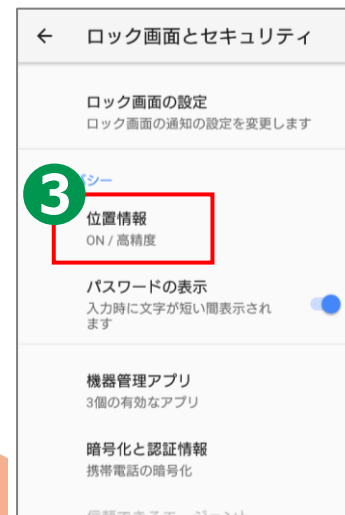 ← ロック画面とセキュリティ
ロック画面の設定
ロック画面の通知の設定を変更します
シー
3
位置情報
ON / 高精度
パスワードの表示
入力時に文字が短い間表示され
ます
機器管理アプリ
3個の有効なアプリ
暗号化と認証情報
携帯電話の暗号化